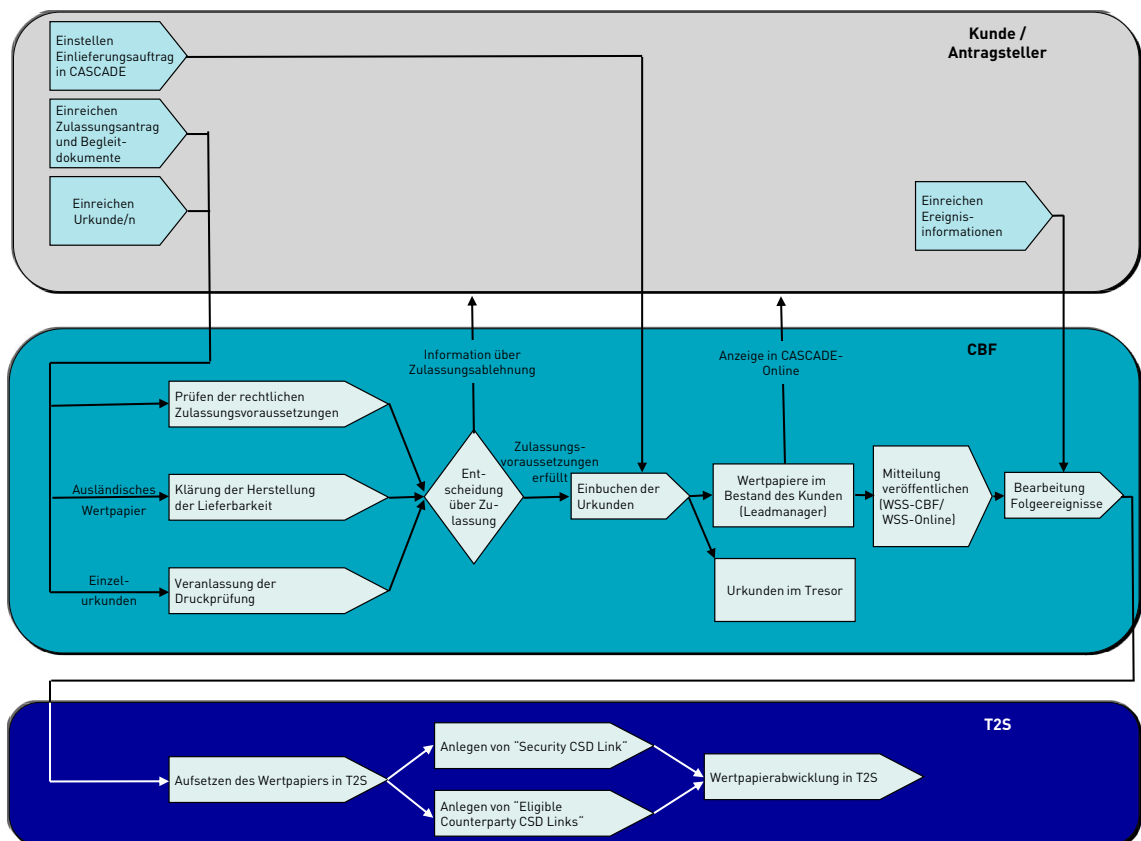 Kunde /
Antragsteller
Einstellen
Einlieferungsauftrag
in CASCADE
Einreichen
Zulassungsantrag
und Begleit-
dokumente
Einreichen
Urkunde/n
Einreichen
Ereignis-
informationen
CBF
Information über
Zulassungsablehnung
Anzeige in CASCADE-
Online
Prüfen der rechtlichen
Zulassungsvoraussetzungen
Ausländisches
Wertpapier
Klärung der Herstellung
der Lieferbarkeit
Einzel-
urkunden
Veranlassung der
Druckprüfung
Ent-
scheidung
über Zu-
lassung
Zulassungs-
voraussetzungen
erfüllt
Einbuchen der
Urkunden
Wertpapiere im
Bestand des Kunden
(Leadmanager)
Urkunden im Tresor
Mitteilung
veröffentlichen
(WSS-CBF/
WSS-Online)
Bearbeitung
Folgeereignisse
T2S
Aufsetzen des Wertpapiers in T2S
Anlegen von "Security CSD Link"
Anlegen von "Eligible
Counterparty CSD Links"
Wertpapierabwicklung in T2S